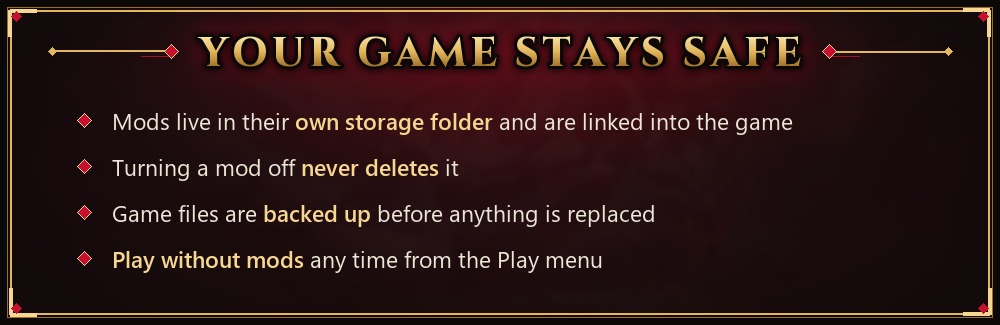 YOUR GAME STAYS SAFE
Mods live in their own storage folder and are linked into the game
Turning a mod off never deletes it
Game files are backed up before anything is replaced
Play without mods any time from the Play menu